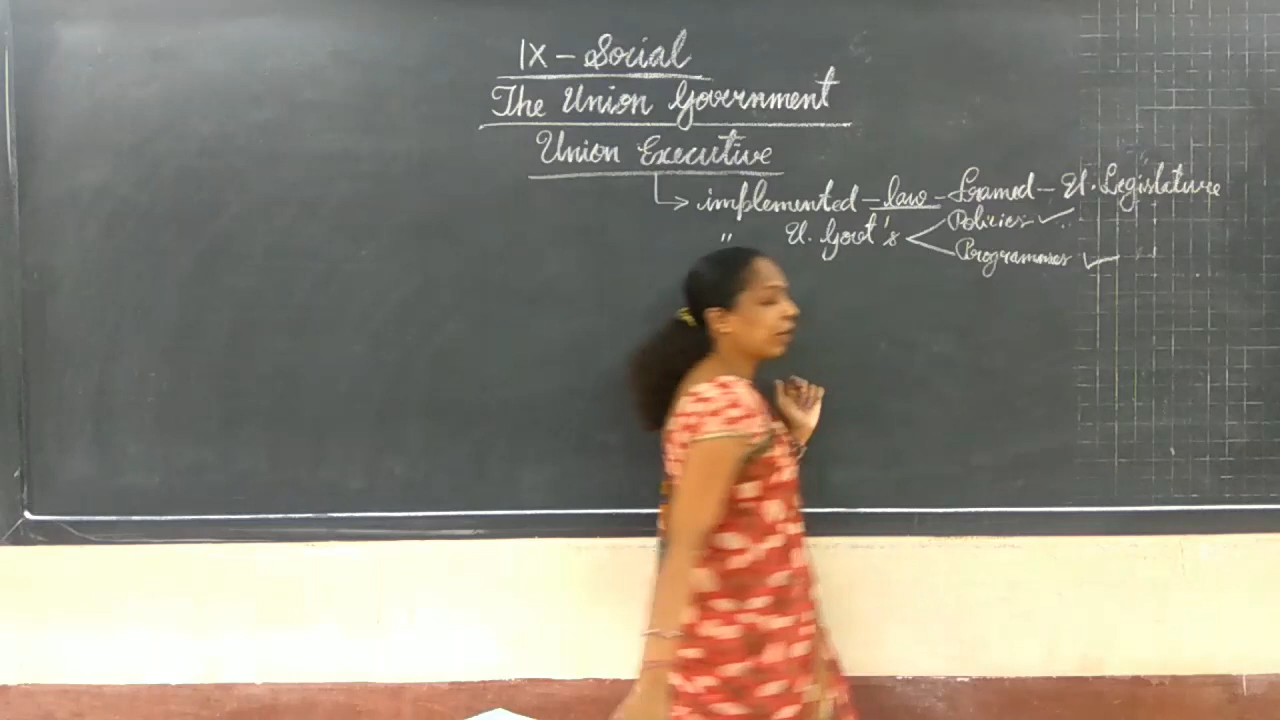 IX - Social
The Union Government
Union Executive
implemented - law - framed - U. Legislature
" U. Govt's Policies
Programmes